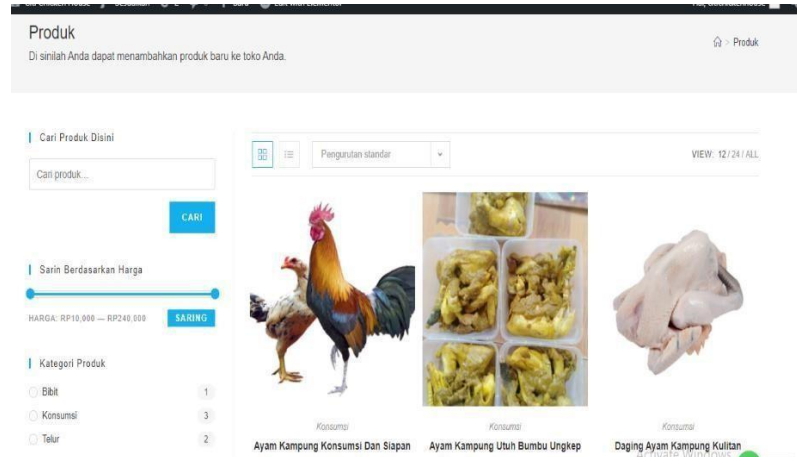 Produk
Di sinilah Anda dapat menambahkan produk baru ke toko Anda.
> Produk
Cari Produk Disini
Cari produk...
CARI
Sarin Berdasarkan Harga
HARGA: RP10,000 — RP240,000
SARING
Kategori Produk
Bibit 1
Konsumsi 3
Telur 2
Pengurutan standar
VIEW: 12 / 24 / ALL
Konsumsi
Ayam Kampung Konsumsi Dan Siapan
Konsumsi
Ayam Kampung Utuh Bumbu Ungkep
Konsumsi
Daging Ayam Kampung Kulitan
Activate Windows